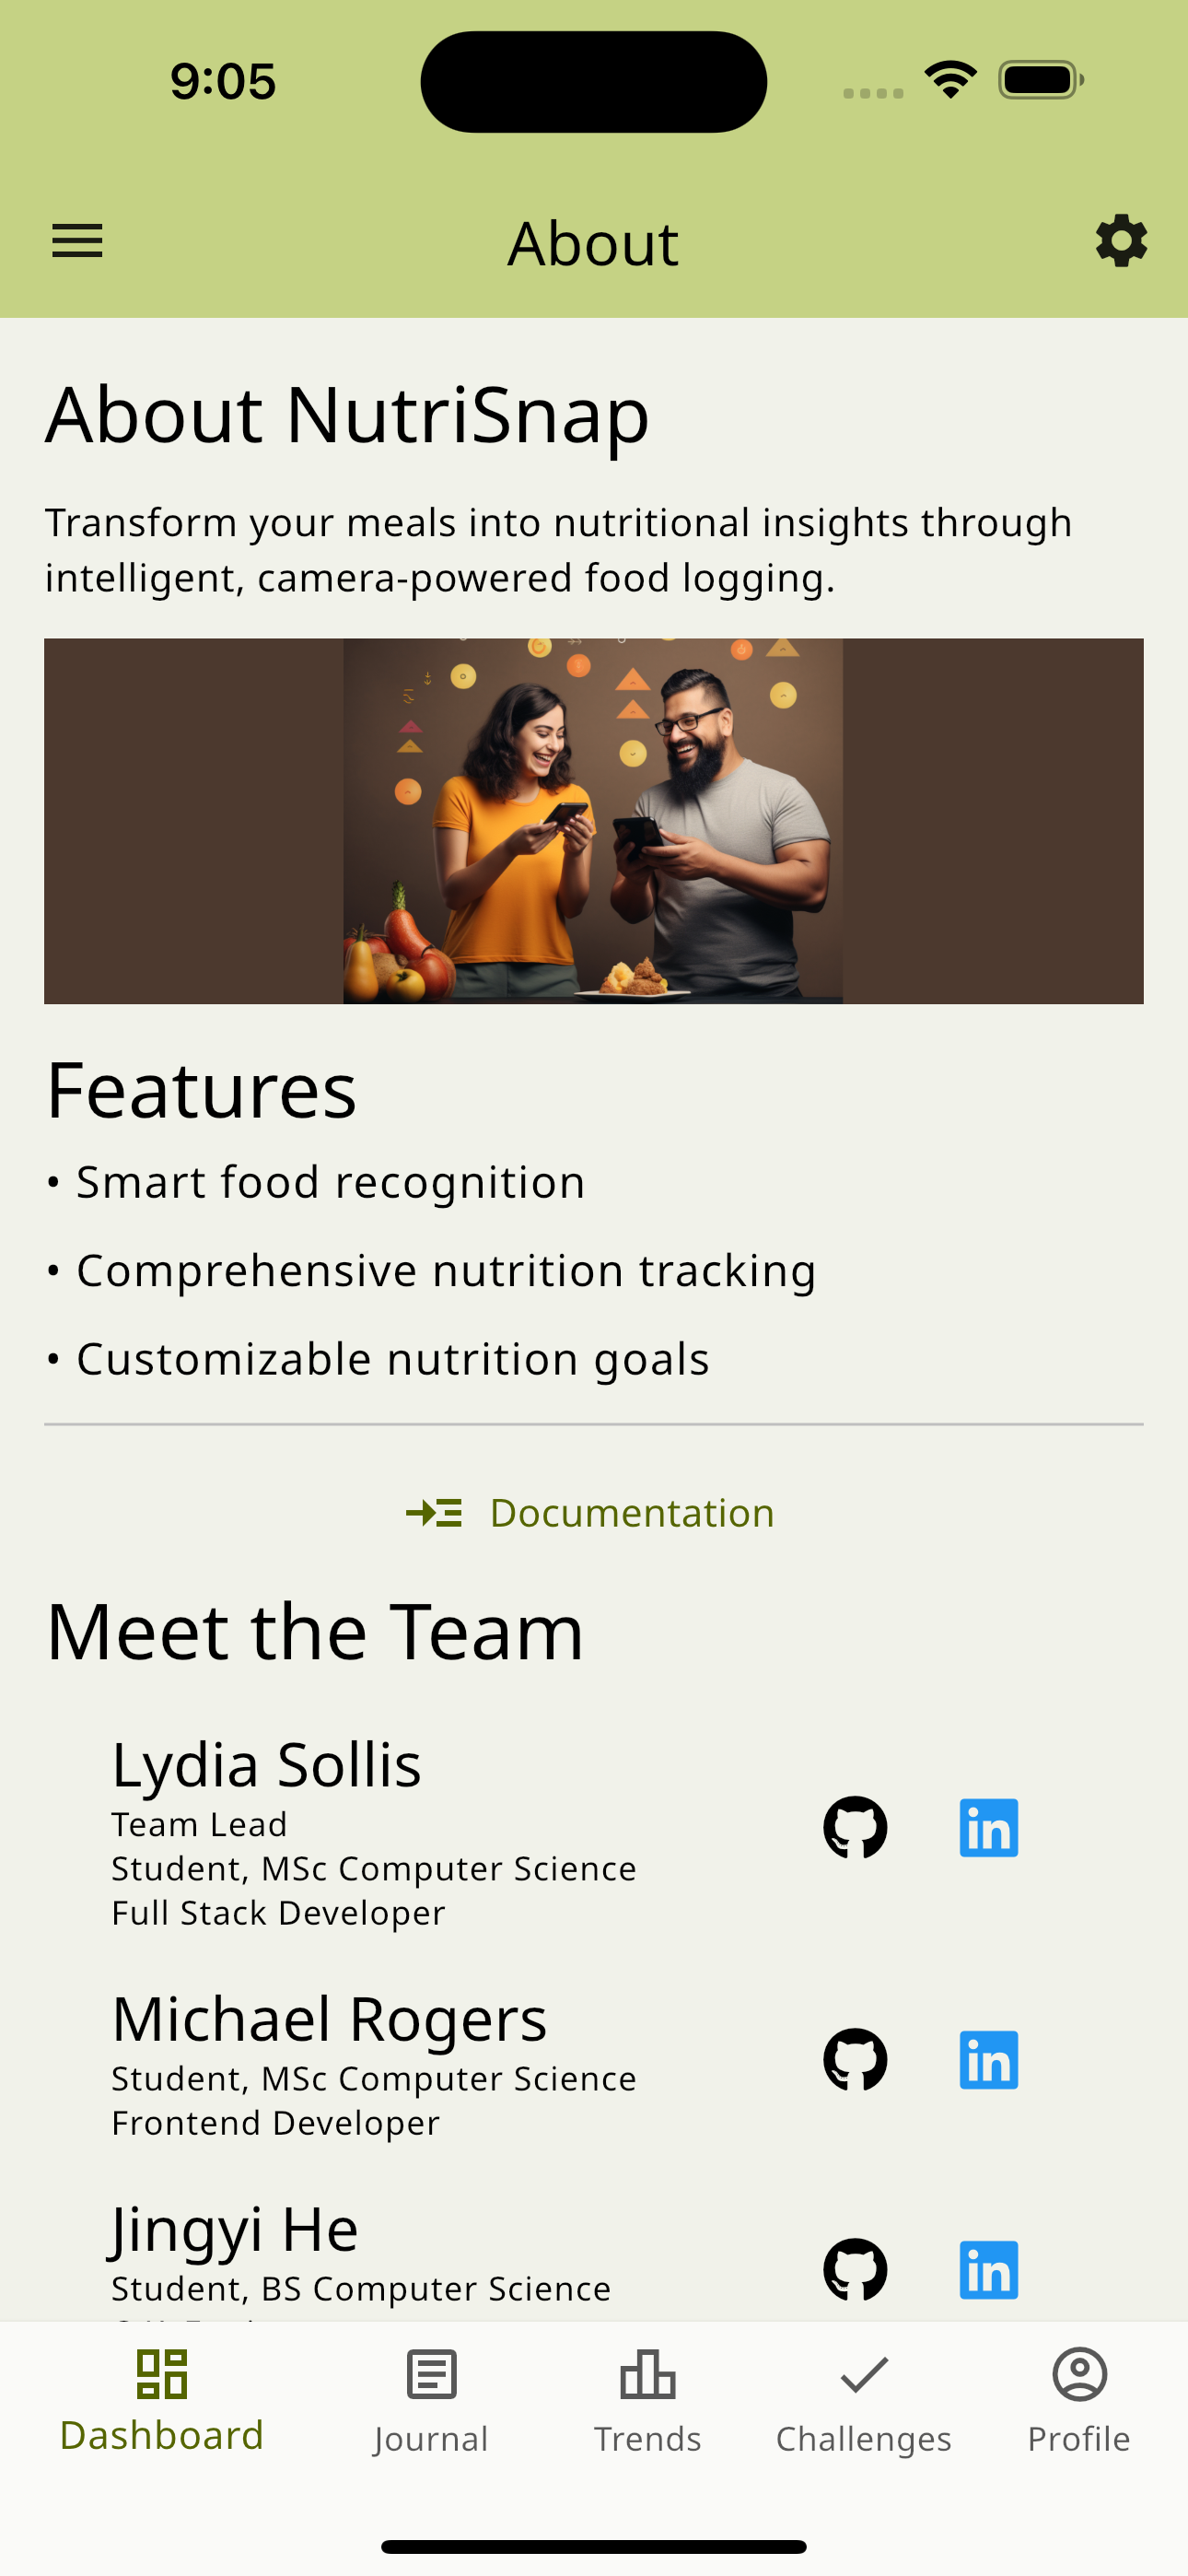 9:05
About
About NutriSnap
Transform your meals into nutritional insights through
intelligent, camera-powered food logging.
Features
• Smart food recognition
• Comprehensive nutrition tracking
• Customizable nutrition goals
Documentation
Meet the Team
Lydia Sollis
Team Lead
Student, MSc Computer Science
Full Stack Developer
in
Michael Rogers
Student, MSc Computer Science
Frontend Developer
in
Jingyi He
Student, BS Computer Science
in
Dashboard
Journal
Trends
Challenges
Profile